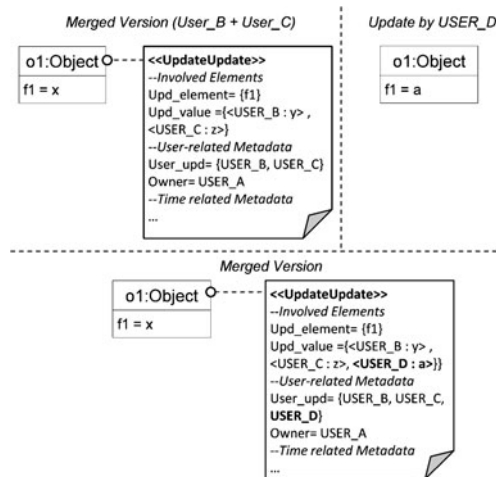 Merged Version (User_B + User_C)
Update by USER_D
o1:Object
f1 = x
<<UpdateUpdate>>
--Involved Elements
Upd_element= {f1}
Upd_value ={<USER_B : y> ,
<USER_C : z>}
--User-related Metadata
User_upd= {USER_B, USER_C}
Owner= USER_A
--Time related Metadata
...
o1:Object
f1 = a
Merged Version
o1:Object
f1 = x
<<UpdateUpdate>>
--Involved Elements
Upd_element= {f1}
Upd_value ={<USER_B : y> ,
<USER_C : z>, <USER_D : a>}}
--User-related Metadata
User_upd= {USER_B, USER_C,
USER_D}
Owner= USER_A
--Time related Metadata
...